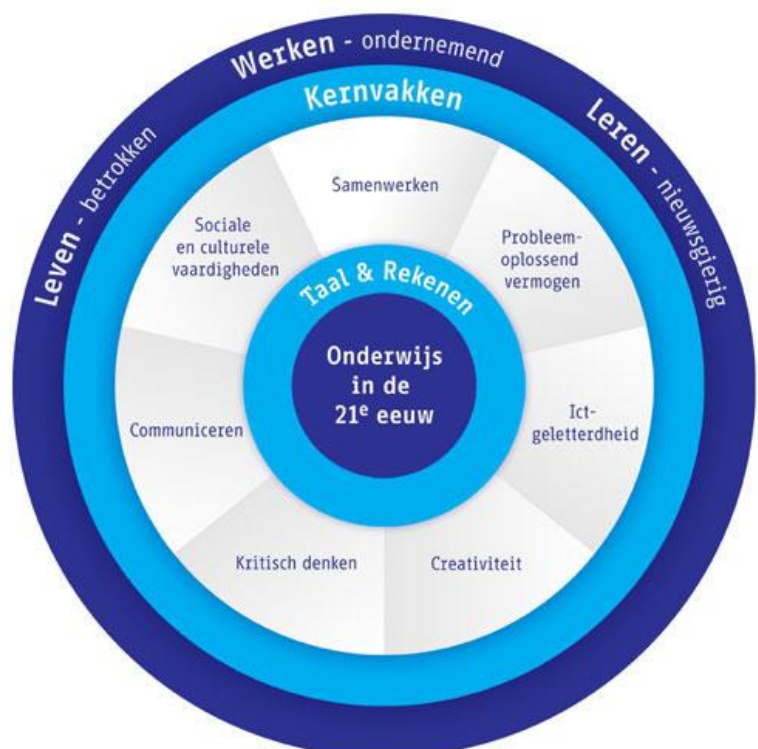 Werken - ondernemend
Leven - betrokken
Leren - nieuwsgierig
Kernvakken
Samenwerken
Probleem-
oplossend
vermogen
Ict-
geletterdheid
Creativiteit
Kritisch denken
Communiceren
Sociale
en culturele
vaardigheden
Taal & Rekenen
Onderwijs
in de
21e eeuw